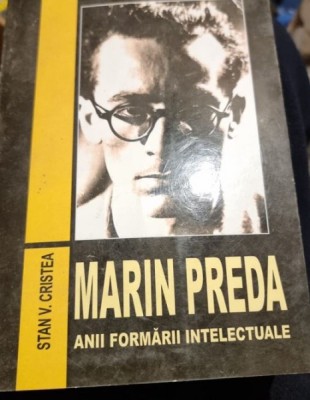 STAN V. CRISTEA
MARIN PREDA
ANII FORMĂRII INTELECTUALE